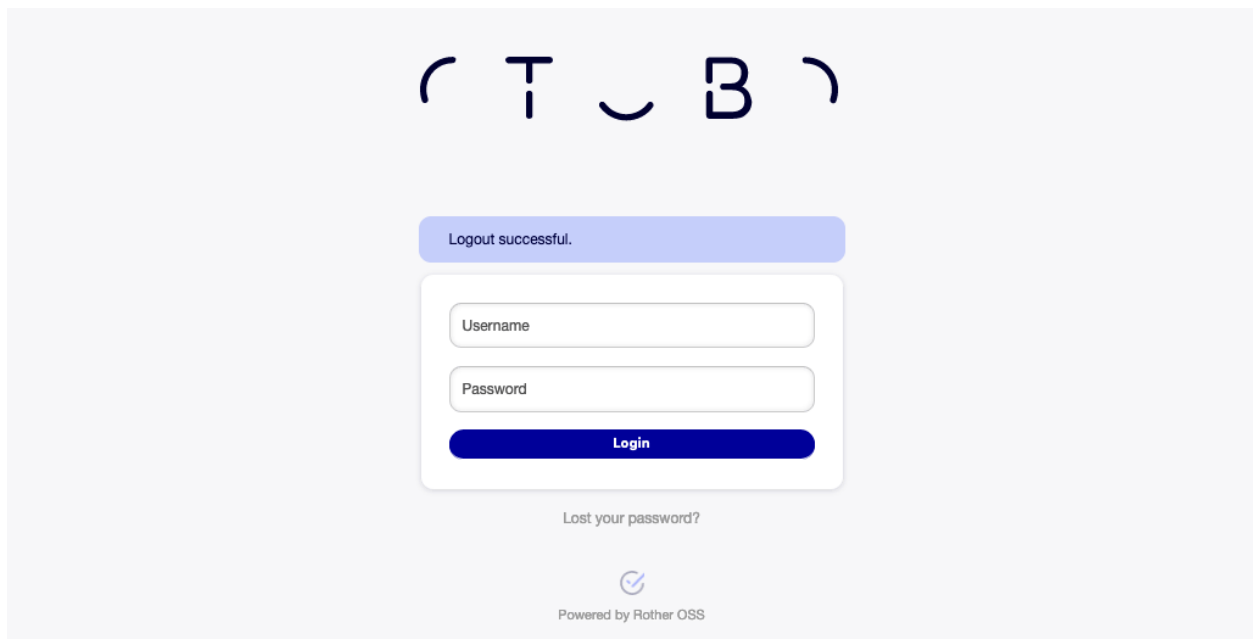 T B
Logout successful.
Username
Password
Login
Lost your password?
Powered by Rother OSS